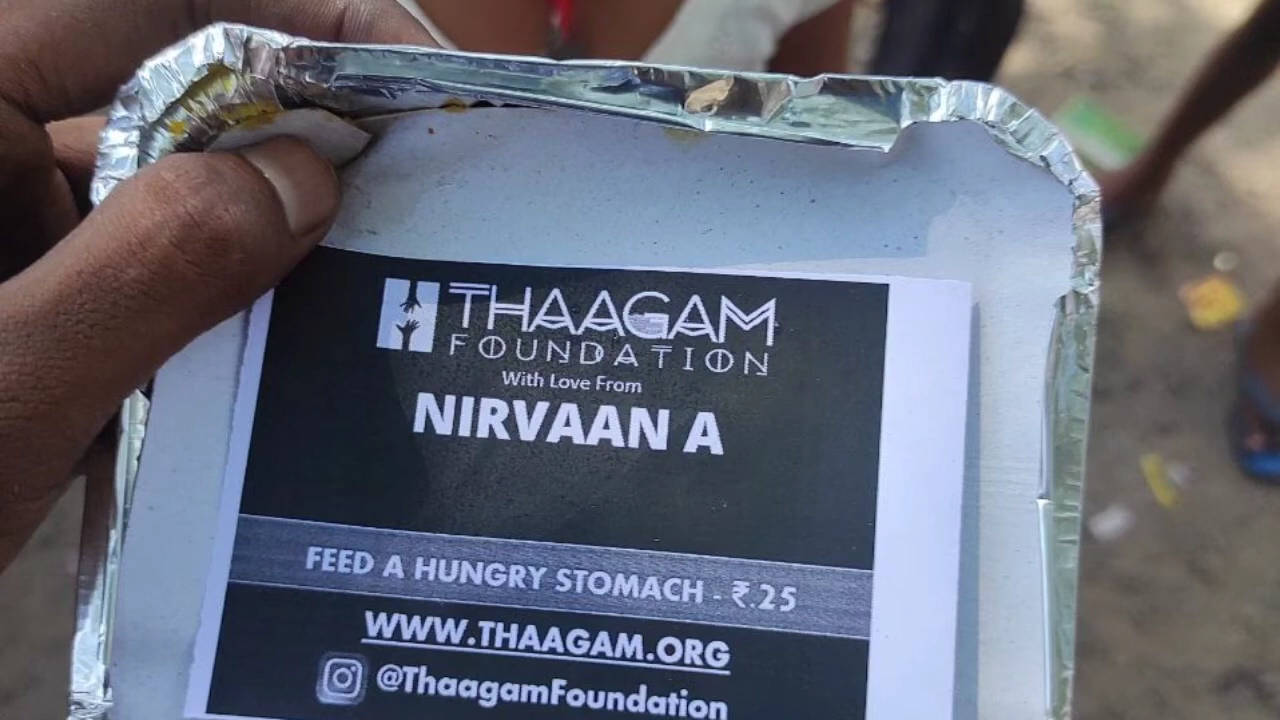 THAAGAM
FOUNDATION
With Love From
NIRVAAN A
FEED A HUNGRY STOMACH - ₹.25
WWW.THAAGAM.ORG
@ThaagamFoundation